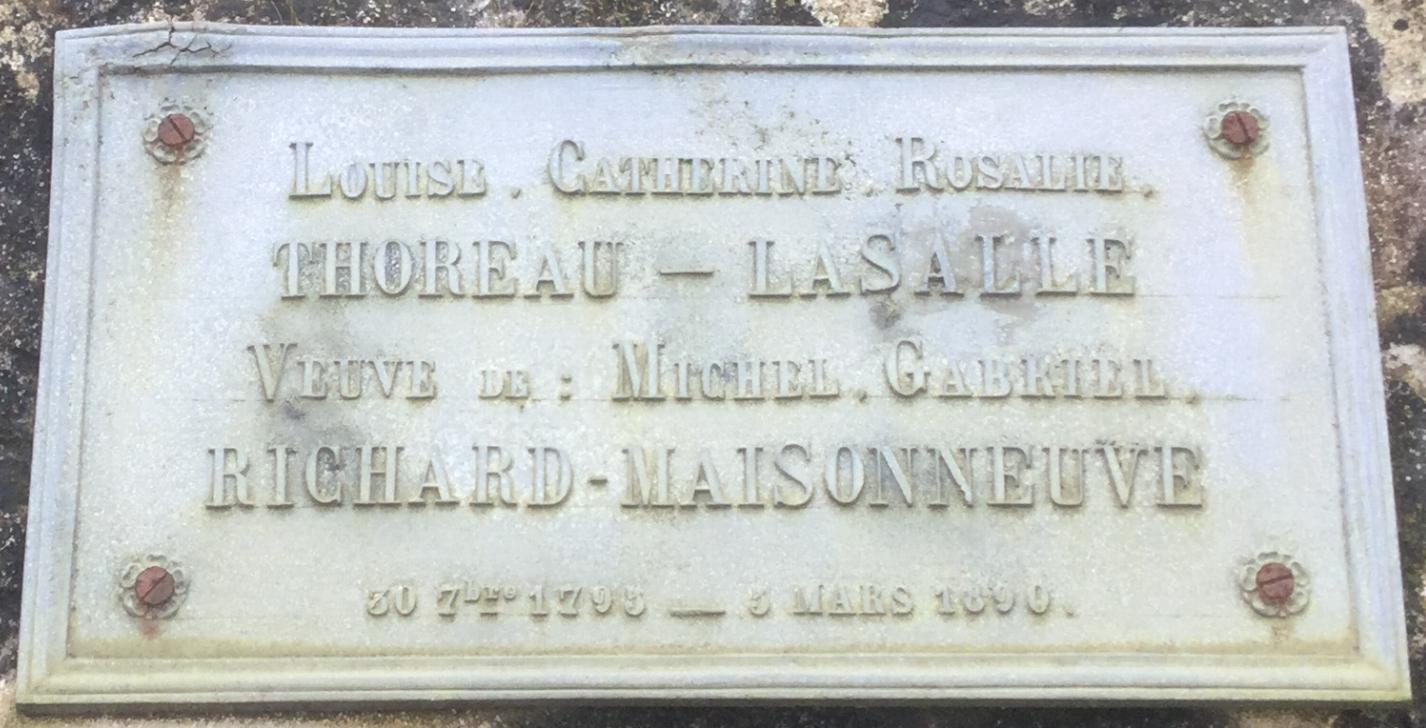 LOUISE, CATHERINE, ROSALIE,
THOREAU — LASALLE
VEUVE DE : MICHEL, GABRIEL,
RICHARD-MAISONNEUVE
30 7bre 1795 — 5 MARS 1890.